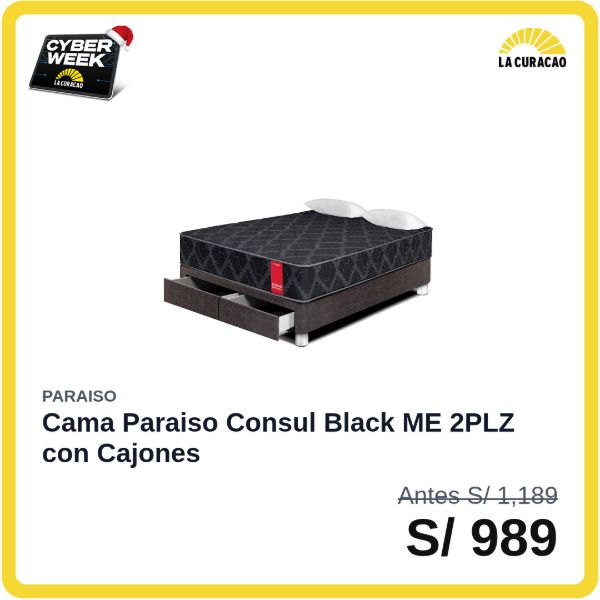 CYBER
WEEK
LA CURACAO
LA CURACAO
PARAISO
Cama Paraiso Consul Black ME 2PLZ
con Cajones
Antes S/ 1,189
S/ 989